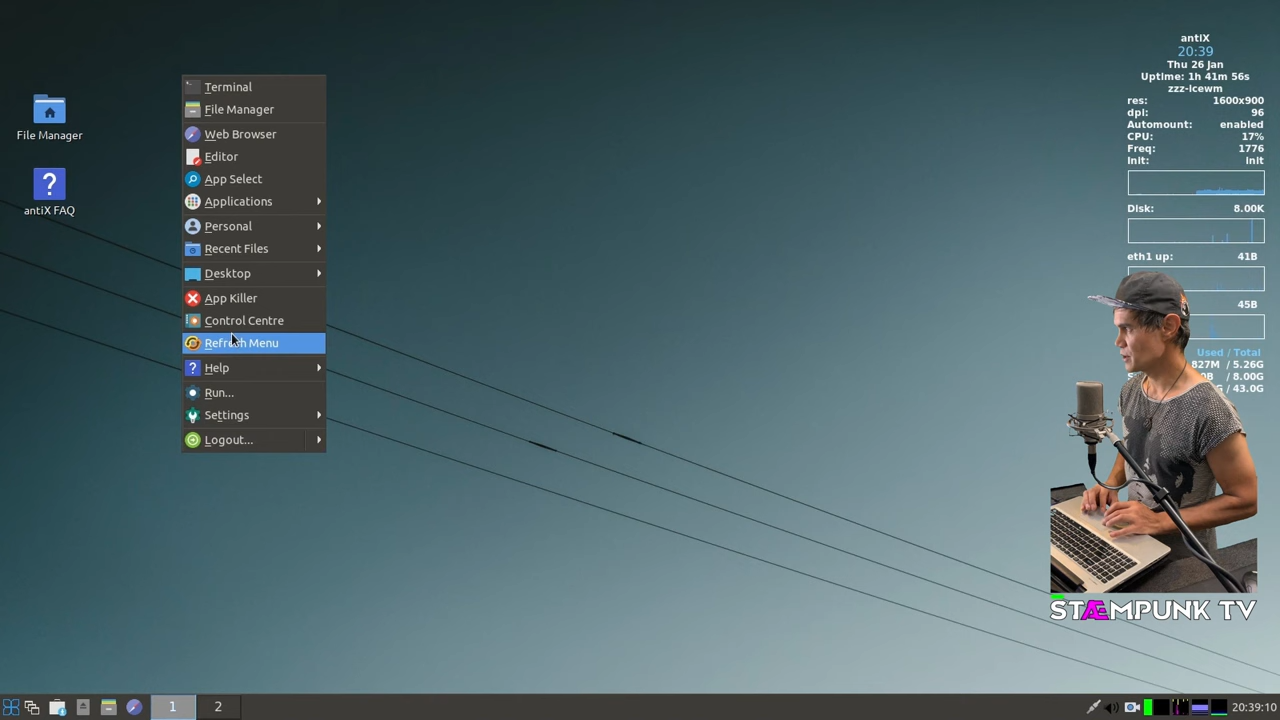 File Manager
antiX FAQ
Terminal
File Manager
Web Browser
Editor
App Select
Applications
Personal
Recent Files
Desktop
App Killer
Control Centre
Refresh Menu
Help
Run...
Settings
Logout...
antiX
20:39
Thu 26 Jan
Uptime: 1h 41m 56s
zzz-Icewm
res: 1600x900
dpi: 96
Automount: enabled
CPU: 17%
Freq: 1776
Init: init
Disk: 8.00K
eth1 up: 41B
45B
Used / Total
827M / 5.26G
/ 8.00G
/ 43.0G
STÆMPUNK TV
1 2
20:39:10